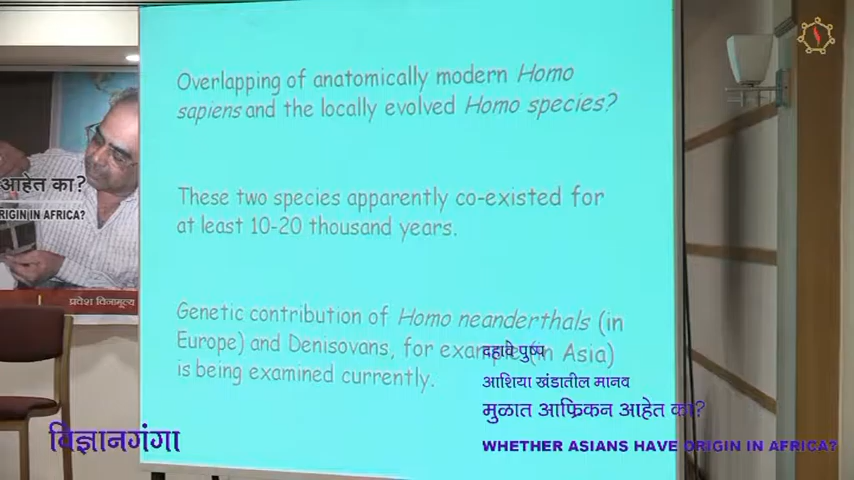 Overlapping of anatomically modern Homo
sapiens and the locally evolved Homo species?
These two species apparently co-existed for
at least 10-20 thousand years.
Genetic contribution of Homo neanderthals (in
Europe) and Denisovans, for example (in Asia)
is being examined currently.
आहेत का?
RIGIN IN AFRICA?
प्रवेश विनामूल्य
विज्ञानगंगा
दहावे पुष्प
आशिया खंडातील मानव
मुळात आफ्रिकन आहेत का?
WHETHER ASIANS HAVE ORIGIN IN AFRICA?